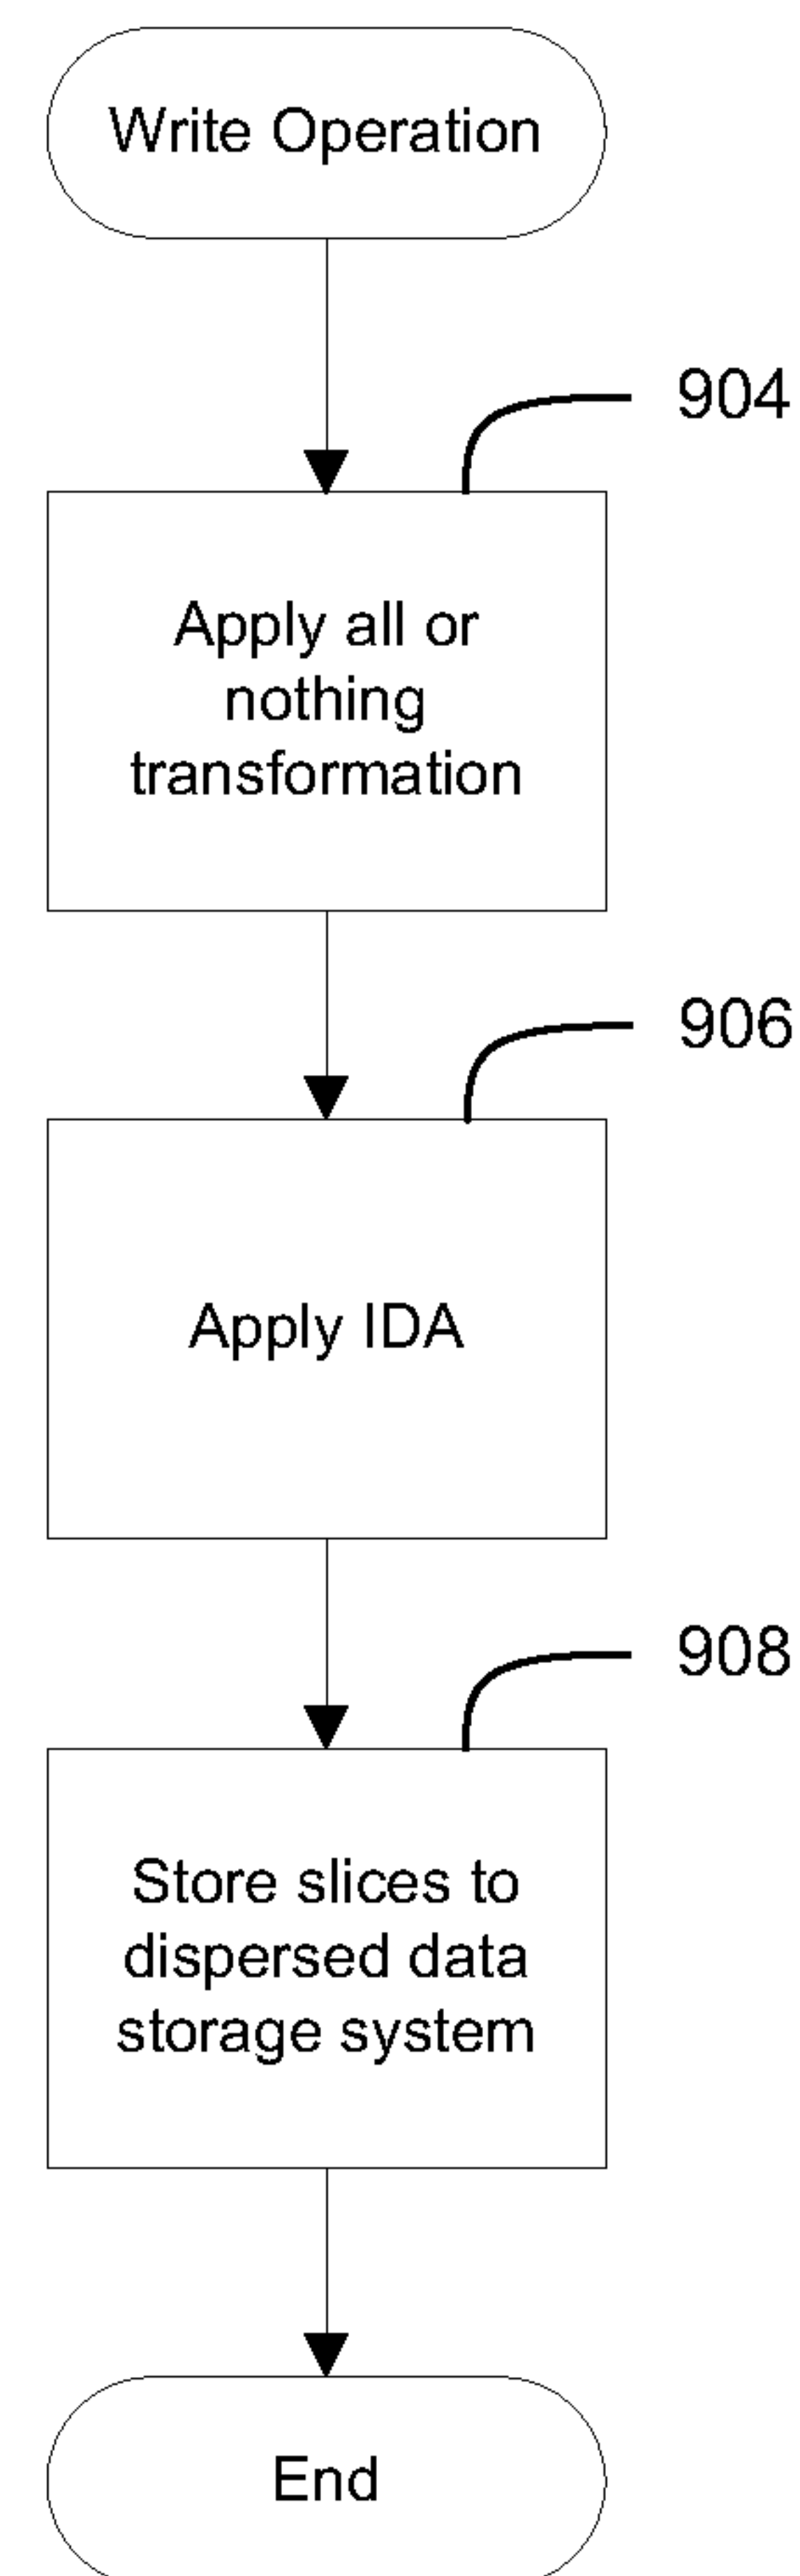 Write Operation
904
Apply all or
nothing
transformation
906
Apply IDA
908
Store slices to
dispersed data
storage system
End